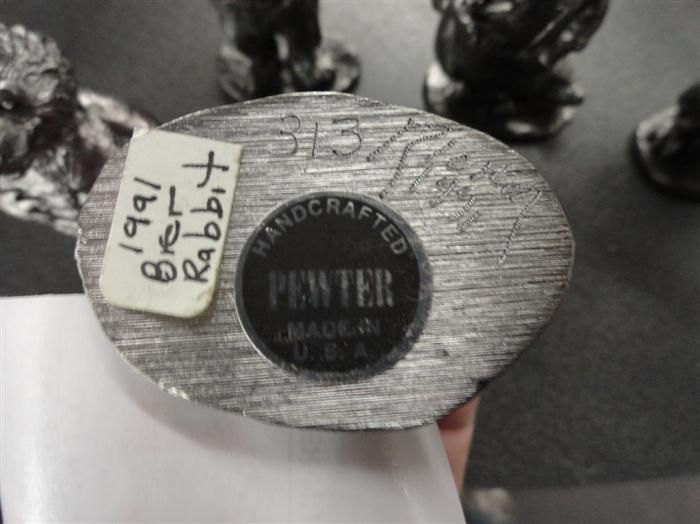 313
1991
Brer
Rabbit
HANDCRAFTED
PEWTER
MADE IN
U.S.A